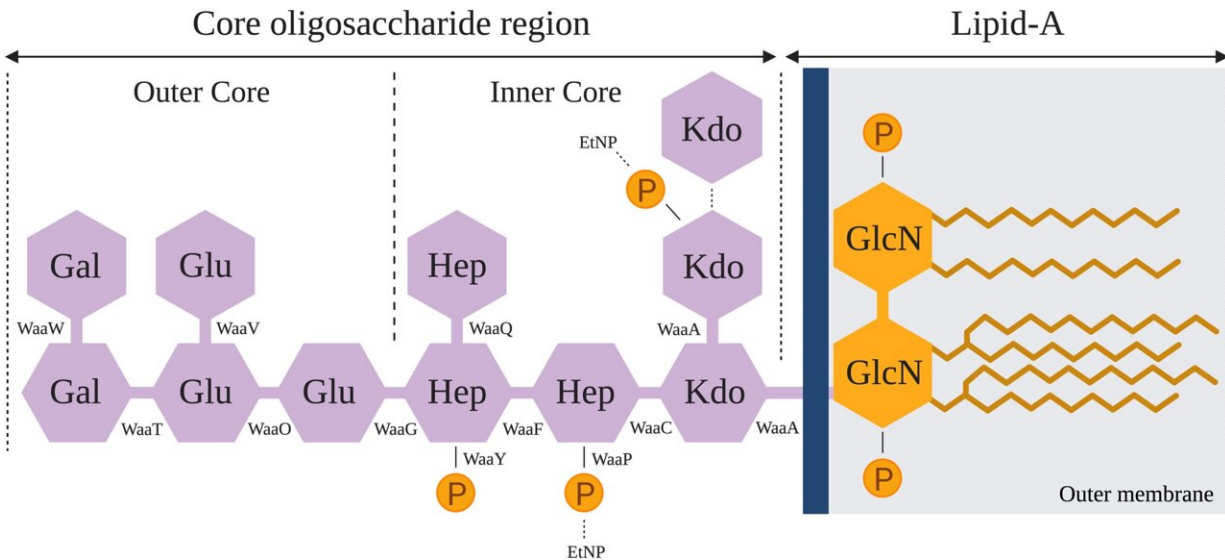 Core oligosaccharide region
Lipid-A
Outer Core
Inner Core
Kdo
EtNP
P
P
Gal
Glu
Hep
Kdo
GlcN
WaaW
WaaV
WaaQ
WaaA
Gal
Glu
Glu
Hep
Hep
Kdo
GlcN
WaaT
WaaO
WaaG
WaaF
WaaC
WaaA
WaaY
WaaP
P
P
P
Outer membrane
EtNP